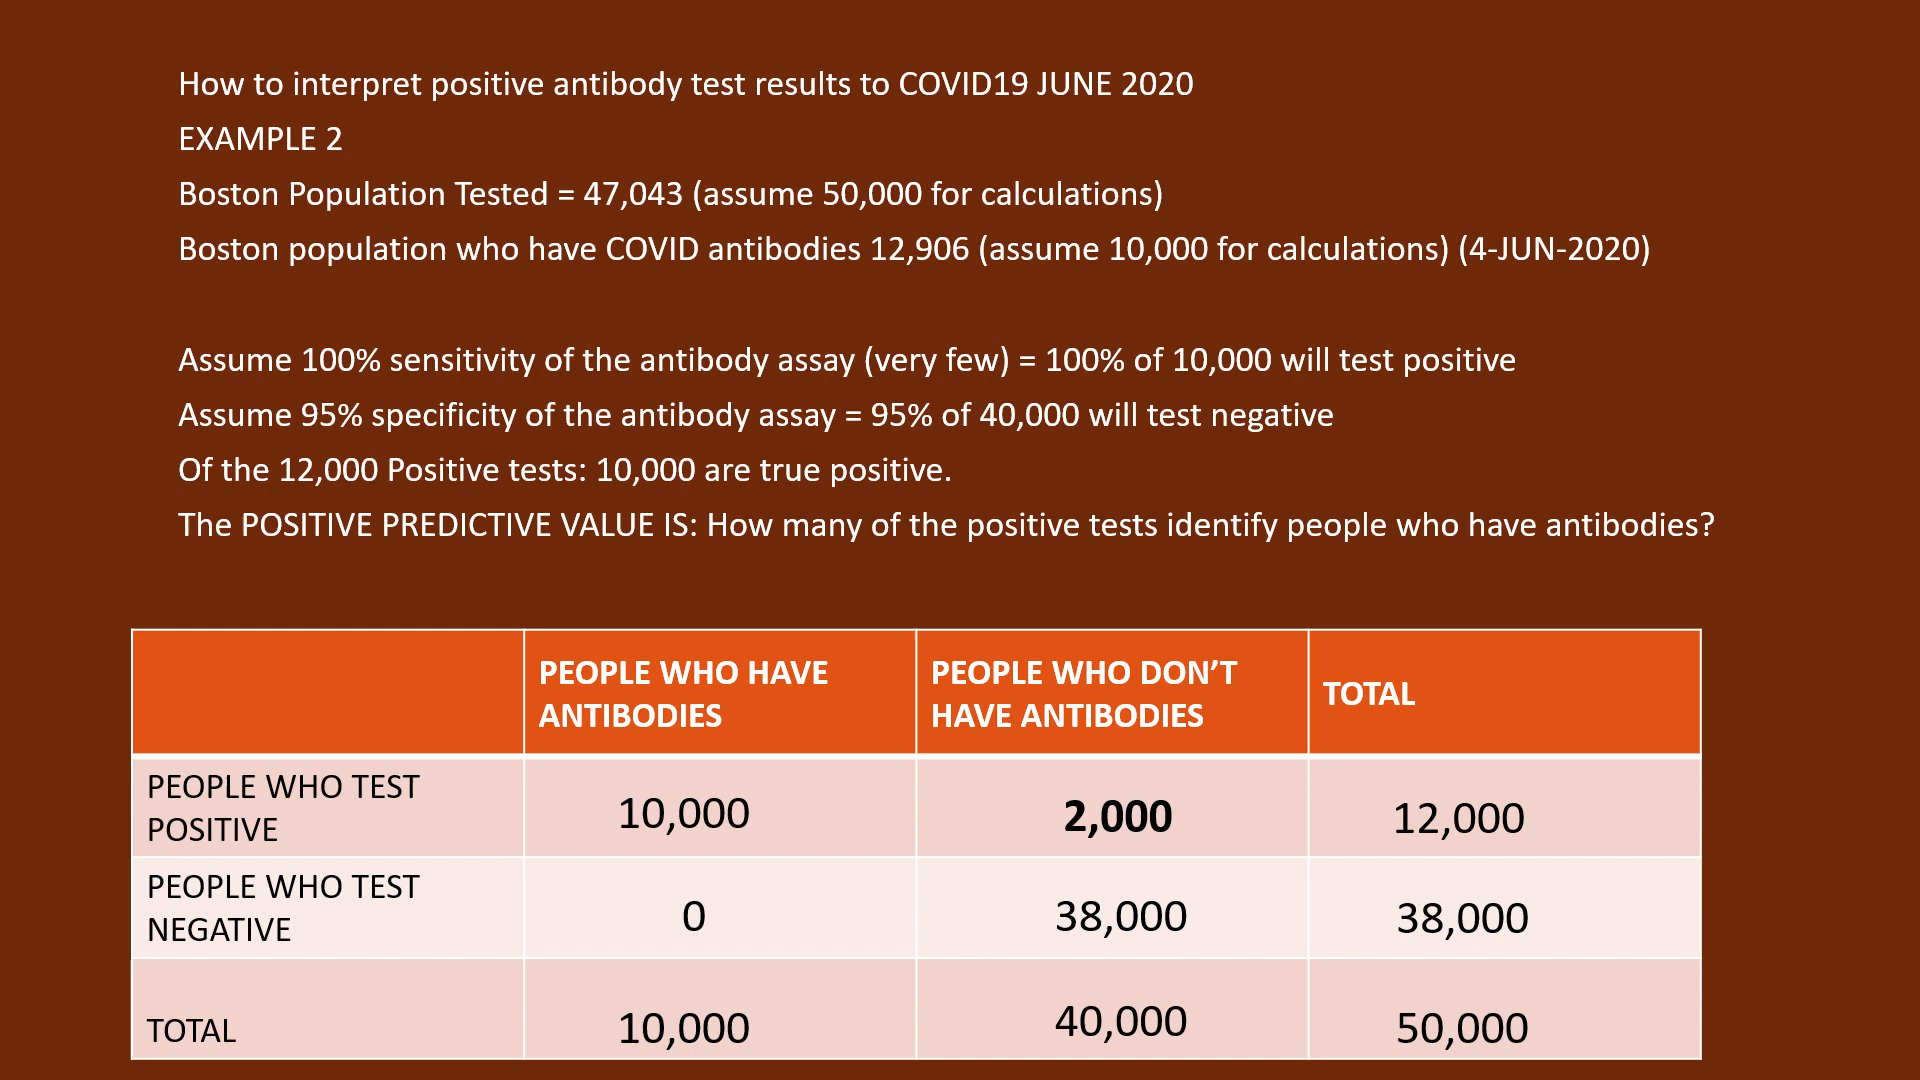 How to interpret positive antibody test results to COVID19 JUNE 2020
EXAMPLE 2
Boston Population Tested = 47,043 (assume 50,000 for calculations)
Boston population who have COVID antibodies 12,906 (assume 10,000 for calculations) (4-JUN-2020)
Assume 100% sensitivity of the antibody assay (very few) = 100% of 10,000 will test positive
Assume 95% specificity of the antibody assay = 95% of 40,000 will test negative
Of the 12,000 Positive tests: 10,000 are true positive.
The POSITIVE PREDICTIVE VALUE IS: How many of the positive tests identify people who have antibodies?
PEOPLE WHO HAVE
ANTIBODIES
PEOPLE WHO DON’T
HAVE ANTIBODIES
TOTAL
PEOPLE WHO TEST
POSITIVE
10,000
2,000
12,000
PEOPLE WHO TEST
NEGATIVE
0
38,000
38,000
TOTAL
10,000
40,000
50,000